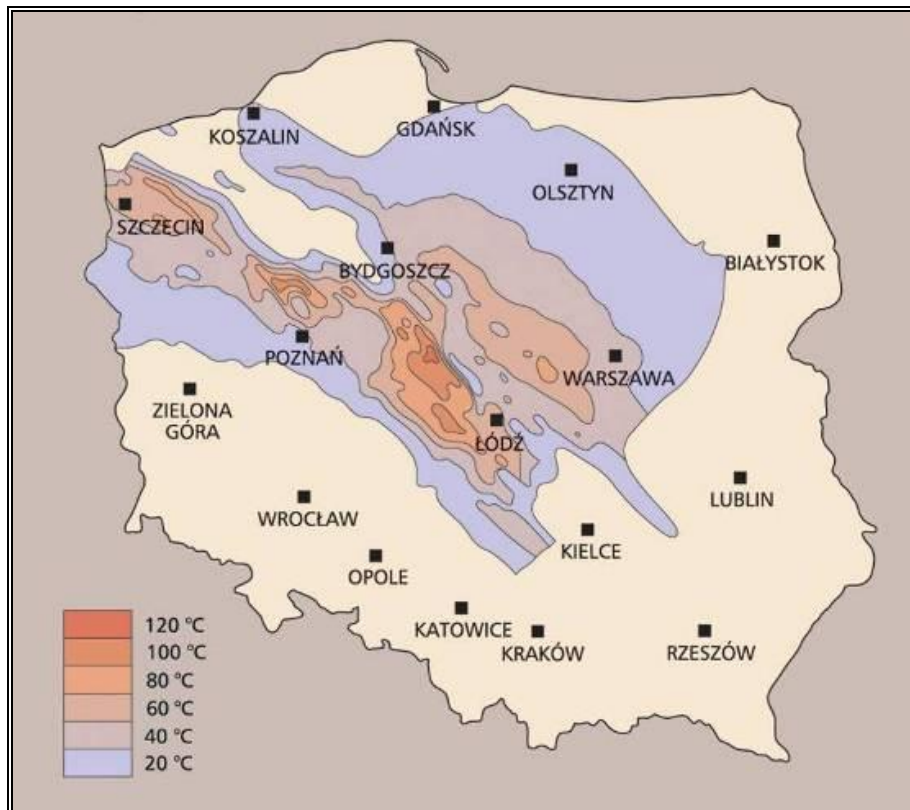 KOSZALIN
GDAŃSK
OLSZTYN
SZCZECIN
BYDGOSZCZ
BIAŁYSTOK
POZNAŃ
WARSZAWA
ZIELONA
GÓRA
ŁÓDŹ
LUBLIN
WROCŁAW
KIELCE
OPOLE
KATOWICE
KRAKÓW
RZESZÓW
120 °C
100 °C
80 °C
60 °C
40 °C
20 °C